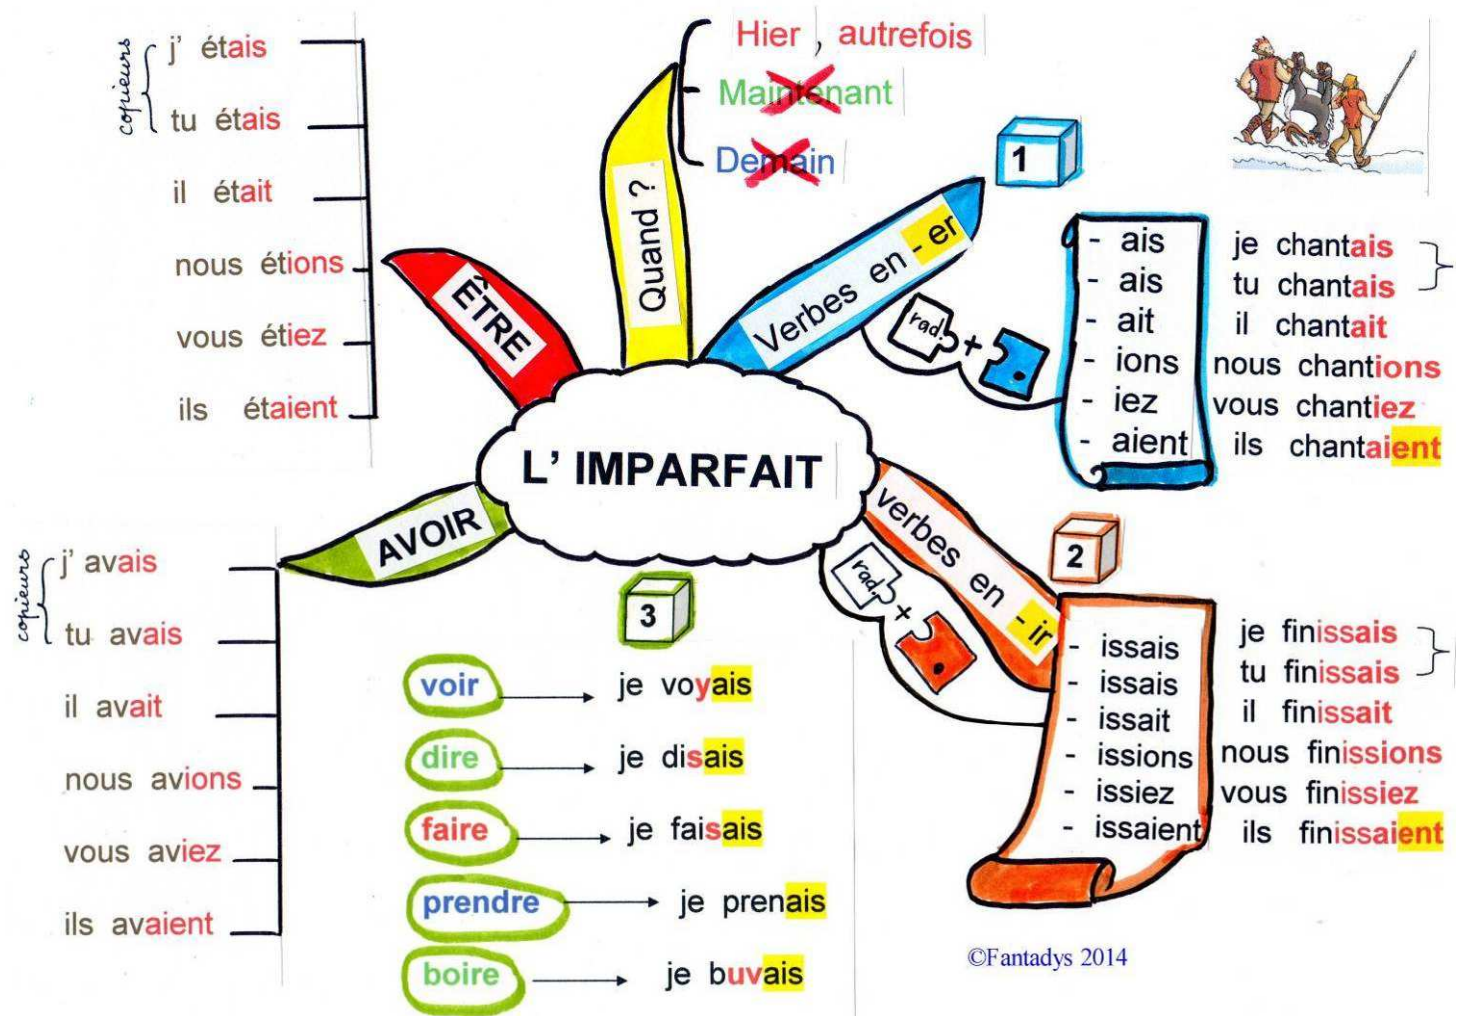 L' IMPARFAIT
Quand ?
Hier , autrefois
Maintenant
Demain
1
Verbes en - er
rad. +
- ais
- ais
- ait
- ions
- iez
- aient
je chantais
tu chantais
il chantait
nous chantions
vous chantiez
ils chantaient
2
verbes en - ir
rad. +
- issais
- issais
- issait
- issions
- issiez
- issaient
je finissais
tu finissais
il finissait
nous finissions
vous finissiez
ils finissaient
3
voir je voyais
dire je disais
faire je faisais
prendre je prenais
boire je buvais
AVOIR
copieurs
j' avais
tu avais
il avait
nous avions
vous aviez
ils avaient
ÊTRE
copieurs
j' étais
tu étais
il était
nous étions
vous étiez
ils étaient
©Fantadys 2014